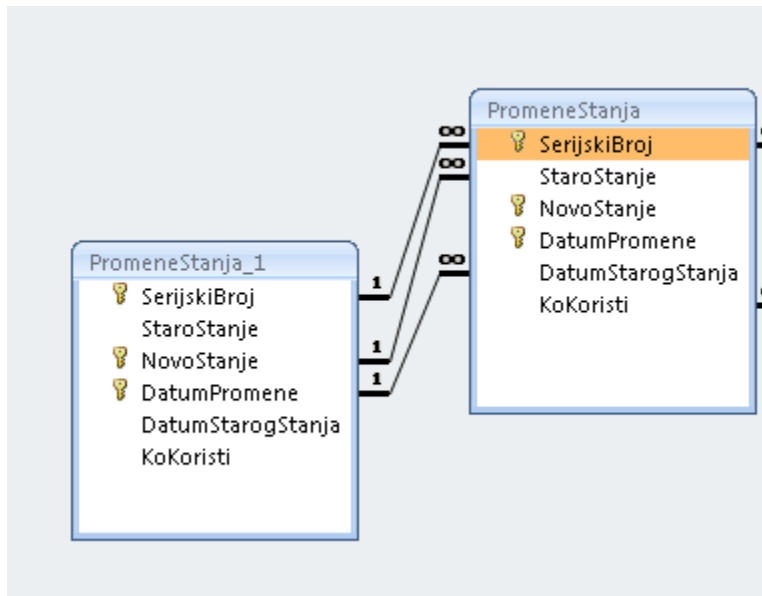 PromeneStanja
SerijskiBroj
StaroStanje
NovoStanje
DatumPromene
DatumStarogStanja
KoKoristi
PromeneStanja_1
SerijskiBroj
StaroStanje
NovoStanje
DatumPromene
DatumStarogStanja
KoKoristi
∞
∞
∞
1
1
1